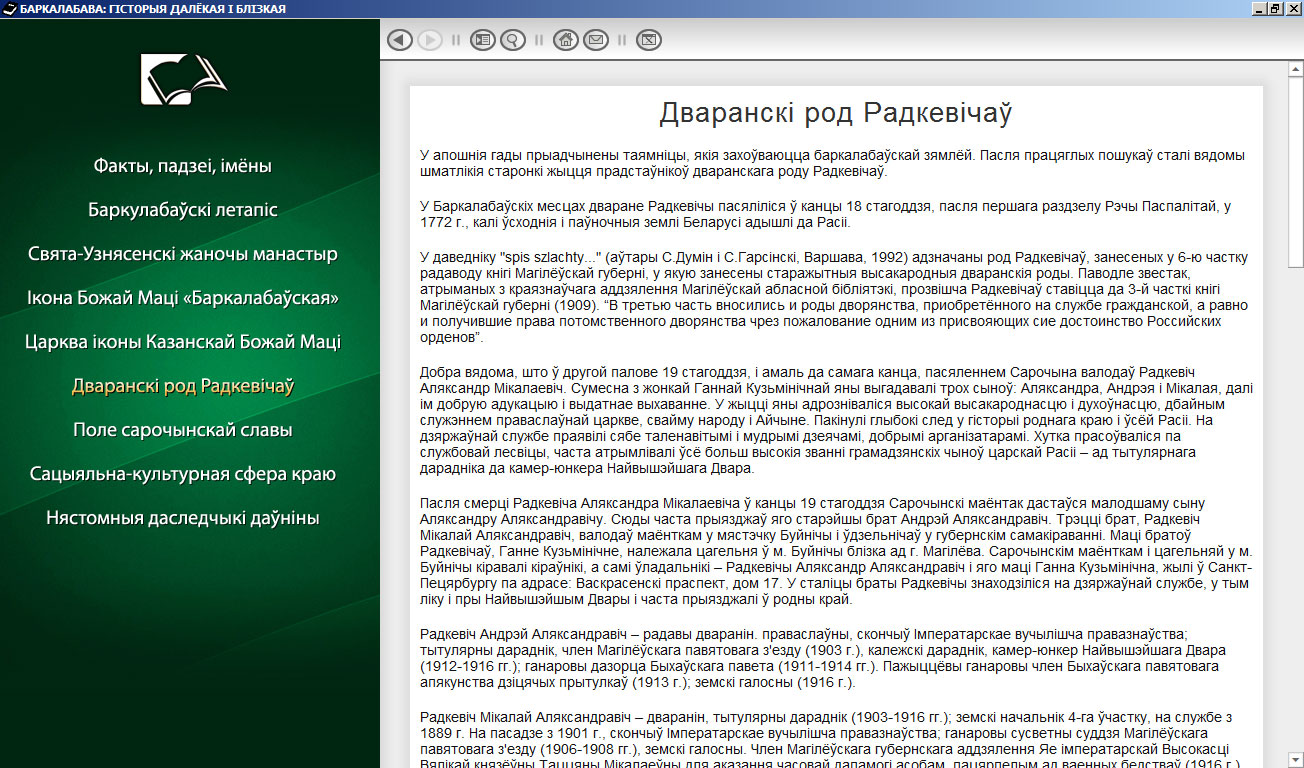 БАРКАЛАБАВА: ГІСТОРЫЯ ДАЛЁКАЯ І БЛІЗКАЯ
Факты, падзеі, імёны
Баркулабаўскі летапіс
Свята-Узнясенскі жаночы манастыр
Ікона Божай Маці «Баркалабаўская»
Царква іконы Казанскай Божай Маці
Дваранскі род Радкевічаў
Поле сарочынскай славы
Сацыяльна-культурная сфера краю
Нястомныя даследчыкі даўніны
Дваранскі род Радкевічаў
У апошнія гады прыадчынены таямніцы, якія захоўваюцца баркалабаўскай зямлёй. Пасля працяглых пошукаў сталі вядомы
шматлікія старонкі жыцця прадстаўнікоў дваранскага роду Радкевічаў.
У Баркалабаўскіх месцах дваране Радкевічы пасяліліся ў канцы 18 стагоддзя, пасля першага раздзелу Рэчы Паспалітай, у
1772 г., калі ўсходнія і паўночныя землі Беларусі адышлі да Расіі.
У даведніку "spis szlachty..." (аўтары С.Думін і С.Гарсінскі, Варшава, 1992) адзначаны род Радкевічаў, занесеных у 6-ю частку
радаводу кнігі Магілёўскай губерні, у якую занесены старажытныя высакародныя дваранскія роды. Паводле звестак,
атрыманых з краязнаўчага аддзялення Магілёўскай абласной бібліятэкі, прозвішча Радкевічаў ставіцца да 3-й часткі кнігі
Магілёўскай губерні (1909). “В третью часть вносились и роды дворянства, приобретённого на службе гражданской, а равно
и получившие права потомственного дворянства чрез пожалование одним из присвояющих сие достоинство Российских
орденов”.
Добра вядома, што ў другой палове 19 стагоддзя, і амаль да самага канца, пасяленнем Сарочына валодаў Радкевіч
Аляксандр Мікалаевіч. Сумесна з жонкай Ганнай Кузьмінічнай яны выгадавалі трох сыноў: Аляксандра, Андрэя і Мікалая, далі
ім добрую адукацыю і выдатнае выхаванне. У жыцці яны адрозніваліся высокай высакароднасцю і духоўнасцю, дбайным
служэннем праваслаўнай царкве, свайму народу і Айчыне. Пакінулі глыбокі след у гісторыі роднага краю і ўсёй Расіі. На
дзяржаўнай службе праявілі сябе таленавітымі і мудрымі дзеячамі, добрымі арганізатарамі. Хутка прасоўваліся па
службовай лесвіцы, часта атрымлівалі ўсё больш высокія званні грамадзянскіх чыноў царскай Расіі – ад тытулярнага
дарадніка да камер-юнкера Найвышэйшага Двара.
Пасля смерці Радкевіча Аляксандра Мікалаевіча ў канцы 19 стагоддзя Сарочынскі маёнтак дастаўся малодшаму сыну
Аляксандру Аляксандравічу. Сюды часта прыязджаў яго старэйшы брат Андрэй Аляксандравіч. Трэцці брат, Радкевіч
Мікалай Аляксандравіч, валодаў маёнткам у мястэчку Буйнічы і ўдзельнічаў у губернскім самакіраванні. Маці братоў
Радкевічаў, Ганне Кузьмінічне, належала цагельня ў м. Буйнічы блізка ад г. Магілёва. Сарочынскім маёнткам і цагельняй у м.
Буйнічы кіравалі кіраўнікі, а самі ўладальнікі – Радкевічы Аляксандр Аляксандравіч і яго маці Ганна Кузьмінічна, жылі ў Санкт-
Пецярбургу па адрасе: Васкрасенскі праспект, дом 17. У сталіцы браты Радкевічы знаходзіліся на дзяржаўнай службе, у тым
ліку і пры Найвышэйшым Двары і часта прыязджалі ў родны край.
Радкевіч Андрэй Аляксандравіч – радавы дваранін. праваслаўны, скончыў Імператарскае вучылішча правазнаўства;
тытулярны дараднік, член Магілёўскага павятовага з'езду (1903 г.), калежскі дараднік, камер-юнкер Найвышэйшага Двара
(1912-1916 гг.); ганаровы дазорца Быхаўскага павета (1911-1914 гг.). Пажыццёвы ганаровы член Быхаўскага павятовага
апякунства дзіцячых прытулкаў (1913 г.); земскі галосны (1916 г.).
Радкевіч Мікалай Аляксандравіч – дваранін, тытулярны дараднік (1903-1916 гг.); земскі начальнік 4-га ўчастку, на службе з
1889 г. На пасадзе з 1901 г., скончыў Імператарскае вучылішча правазнаўства; ганаровы сусветны суддзя Магілёўскага
павятовага з'езду (1906-1908 гг.), земскі галосны. Член Магілёўскага губернскага аддзялення Яе імператарскай Высокасці
Вялікай князёўны Таццяны Мікалаеўны для аказання часовай дапамогі асобам, пацярпелым ад ваенных бедстваў (1916 г.)